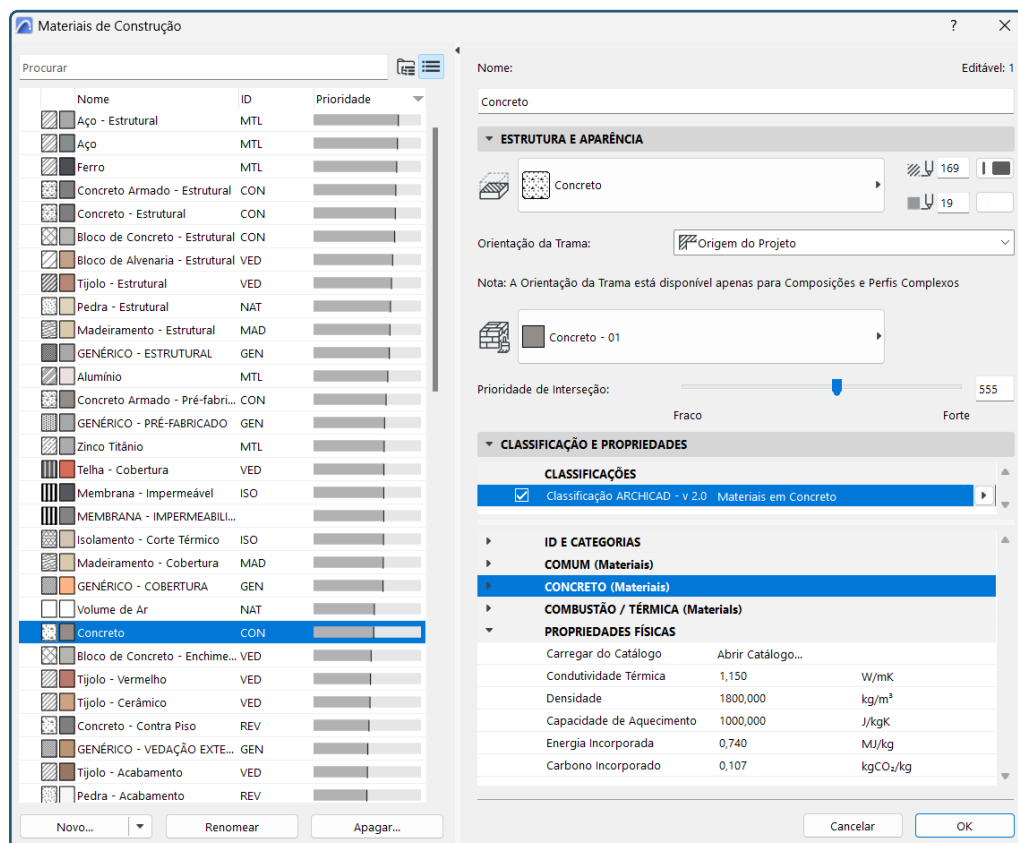 Materiais de Construção
?
Procurar
Nome ID Prioridade
Aço - Estrutural MTL
Aço MTL
Ferro MTL
Concreto Armado - Estrutural CON
Concreto - Estrutural CON
Bloco de Concreto - Estrutural CON
Bloco de Alvenaria - Estrutural VED
Tijolo - Estrutural VED
Pedra - Estrutural NAT
Madeiramento - Estrutural MAD
GENÉRICO - ESTRUTURAL GEN
Alumínio MTL
Concreto Armado - Pré-fabri... CON
GENÉRICO - PRÉ-FABRICADO GEN
Zinco Titânio MTL
Telha - Cobertura VED
Membrana - Impermeável ISO
MEMBRANA - IMPERMEABILI...
Isolamento - Corte Térmico ISO
Madeiramento - Cobertura MAD
GENÉRICO - COBERTURA GEN
Volume de Ar NAT
Concreto CON
Bloco de Concreto - Enchime... VED
Tijolo - Vermelho VED
Tijolo - Cerâmico VED
Concreto - Contra Piso REV
GENÉRICO - VEDAÇÃO EXTE... GEN
Tijolo - Acabamento VED
Pedra - Acabamento REV
Novo... Renomear Apagar...
Nome: Editável: 1
Concreto
ESTRUTURA E APARÊNCIA
Concreto
169
19
Orientação da Trama: Origem do Projeto
Nota: A Orientação da Trama está disponível apenas para Composições e Perfis Complexos
Concreto - 01
Prioridade de Interseção: 555
Fraco Forte
CLASSIFICAÇÃO E PROPRIEDADES
CLASSIFICAÇÕES
Classificação ARCHICAD - v 2.0 Materiais em Concreto
ID E CATEGORIAS
COMUM (Materiais)
CONCRETO (Materiais)
COMBUSTÃO / TÉRMICA (Materials)
PROPRIEDADES FÍSICAS
Carregar do Catálogo Abrir Catálogo...
Condutividade Térmica 1,150 W/mK
Densidade 1800,000 kg/m³
Capacidade de Aquecimento 1000,000 J/kgK
Energia Incorporada 0,740 MJ/kg
Carbono Incorporado 0,107 kgCO₂/kg
Cancelar OK